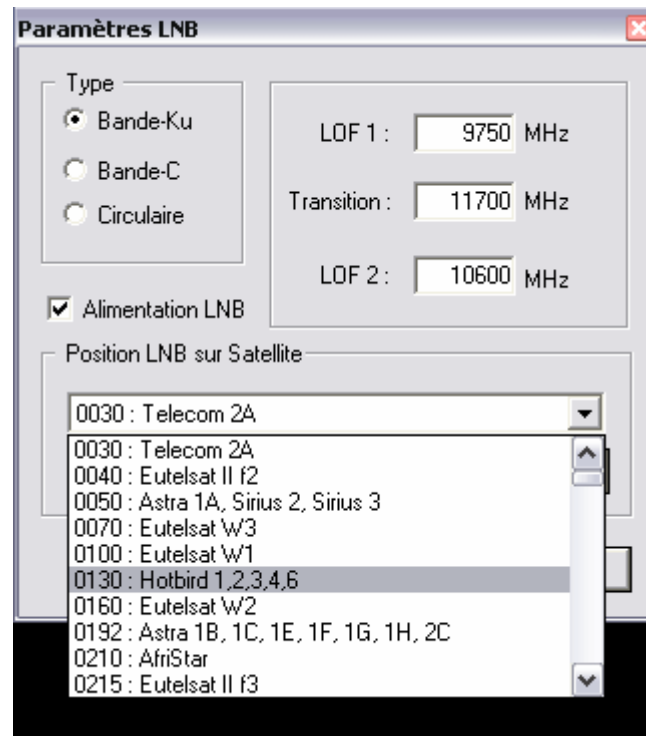 Paramètres LNB
Type
Bande-Ku
Bande-C
Circulaire
LOF 1 : 9750 MHz
Transition : 11700 MHz
LOF 2 : 10600 MHz
Alimentation LNB
Position LNB sur Satellite
0030 : Telecom 2A
0030 : Telecom 2A
0040 : Eutelsat II f2
0050 : Astra 1A, Sirius 2, Sirius 3
0070 : Eutelsat W3
0100 : Eutelsat W1
0130 : Hotbird 1,2,3,4,6
0160 : Eutelsat W2
0192 : Astra 1B, 1C, 1E, 1F, 1G, 1H, 2C
0210 : AfriStar
0215 : Eutelsat II f3